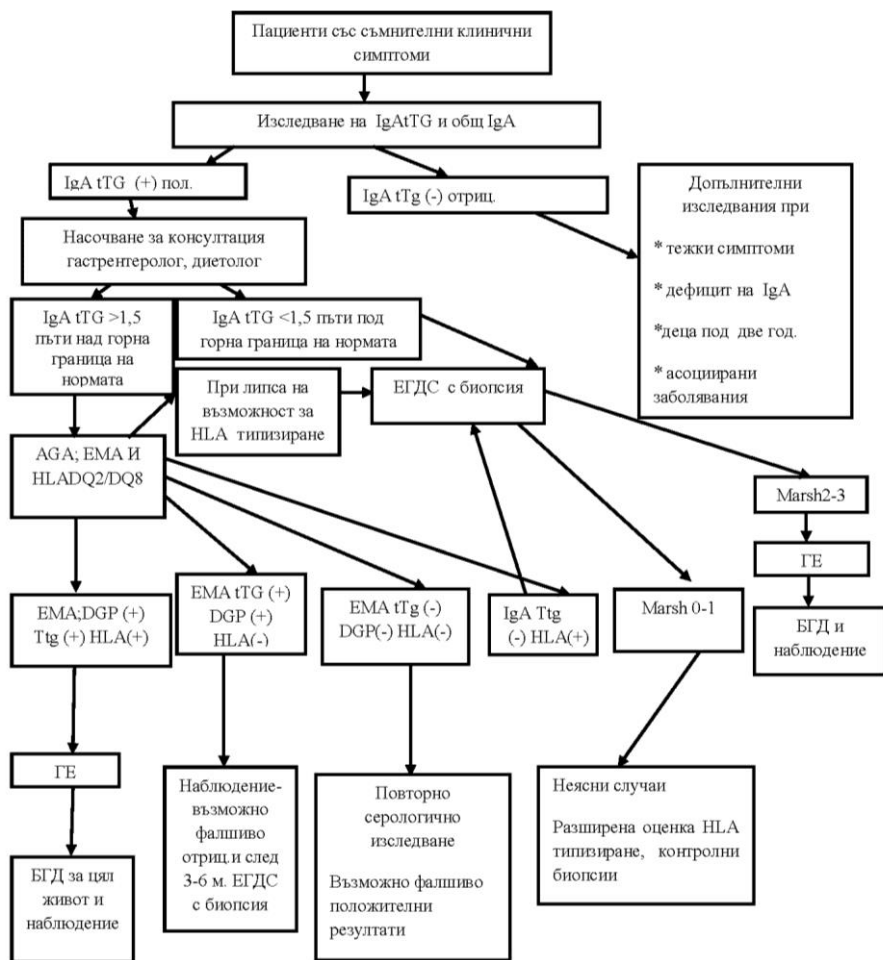 Пациенти със съмнителни клинични
симптоми
Изследване на IgAtTG и общ IgA
IgA tTG (+) пол.
IgA tTg (-) отриц.
Допълнителни
изследвания при
* тежки симптоми
* дефицит на IgA
*деца под две год.
* асоциирани
заболявания
Насочване за консултация
гастрентеролог, диетолог
IgA tTG >1,5
пъти над горна
граница на
нормата
IgA tTG <1,5 пъти под
горна граница на нормата
При липса на
възможност за
HLA типизиране
ЕГДС с биопсия
AGA; EMA И
HLADQ2/DQ8
Marsh2-3
ГЕ
БГД и
наблюдение
EMA;DGP (+)
Ttg (+) HLA(+)
EMA tTG (+)
DGP (+)
HLA(-)
EMA tTg (-)
DGP(-) HLA(-)
IgA Ttg
(-) HLA(+)
Marsh 0-1
ГЕ
БГД за цял
живот и
наблюдение
Наблюдение-
възможно
фалшиво
отриц.и след
3-6 м. ЕГДС
с биопсия
Повторно
серологично
изследване
Възможно фалшиво
положителни
резултати
Неясни случаи
Разширена оценка HLA
типизиране, контролни
биопсии